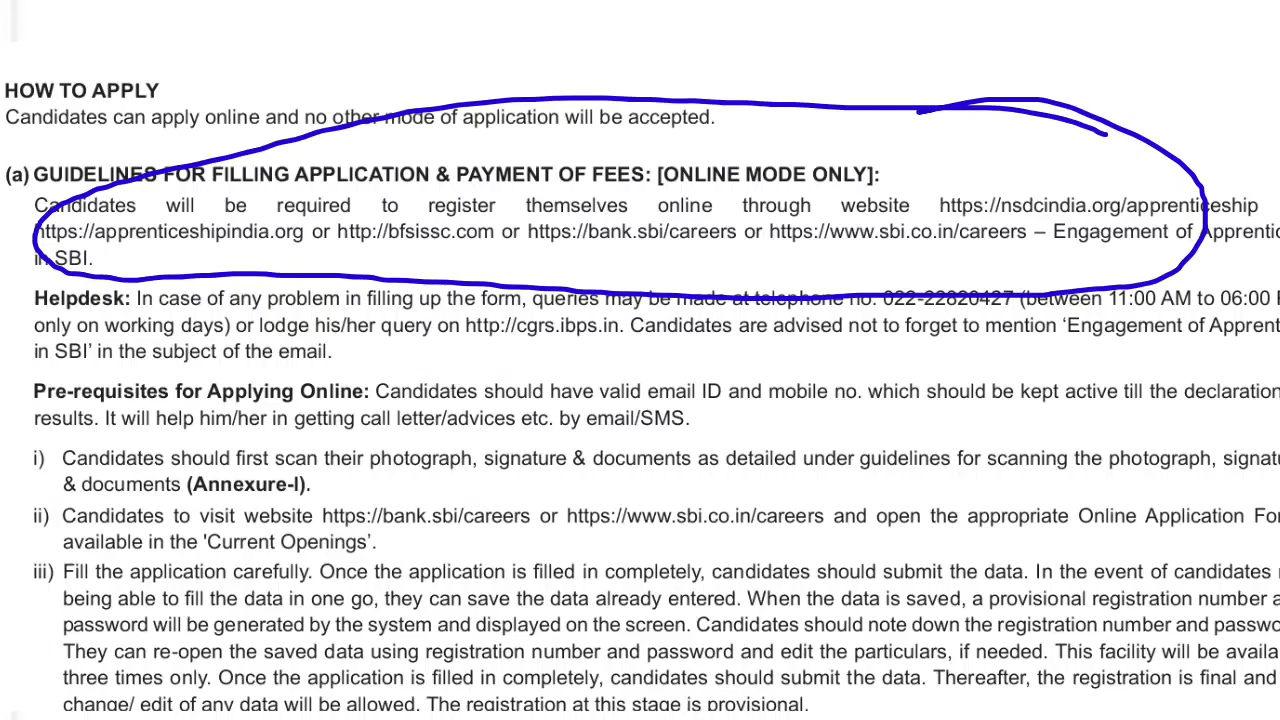 HOW TO APPLY
Candidates can apply online and no other mode of application will be accepted.
(a) GUIDELINES FOR FILLING APPLICATION & PAYMENT OF FEES: [ONLINE MODE ONLY]:
Candidates will be required to register themselves online through website https://nsdcindia.org/apprenticeship
https://apprenticeshipindia.org or http://bfsissc.com or https://bank.sbi/careers or https://www.sbi.co.in/careers – Engagement of Apprentic
in SBI.
Helpdesk: In case of any problem in filling up the form, queries may be made at telephone no. 022-22820427 (between 11:00 AM to 06:00
only on working days) or lodge his/her query on http://cgrs.ibps.in. Candidates are advised not to forget to mention ‘Engagement of Apprent
in SBI’ in the subject of the email.
Pre-requisites for Applying Online: Candidates should have valid email ID and mobile no. which should be kept active till the declaration
results. It will help him/her in getting call letter/advices etc. by email/SMS.
i) Candidates should first scan their photograph, signature & documents as detailed under guidelines for scanning the photograph, signatu
& documents (Annexure-I).
ii) Candidates to visit website https://bank.sbi/careers or https://www.sbi.co.in/careers and open the appropriate Online Application For
available in the 'Current Openings’.
iii) Fill the application carefully. Once the application is filled in completely, candidates should submit the data. In the event of candidates
being able to fill the data in one go, they can save the data already entered. When the data is saved, a provisional registration number a
password will be generated by the system and displayed on the screen. Candidates should note down the registration number and passwo
They can re-open the saved data using registration number and password and edit the particulars, if needed. This facility will be availa
three times only. Once the application is filled in completely, candidates should submit the data. Thereafter, the registration is final and
change/ edit of any data will be allowed. The registration at this stage is provisional.